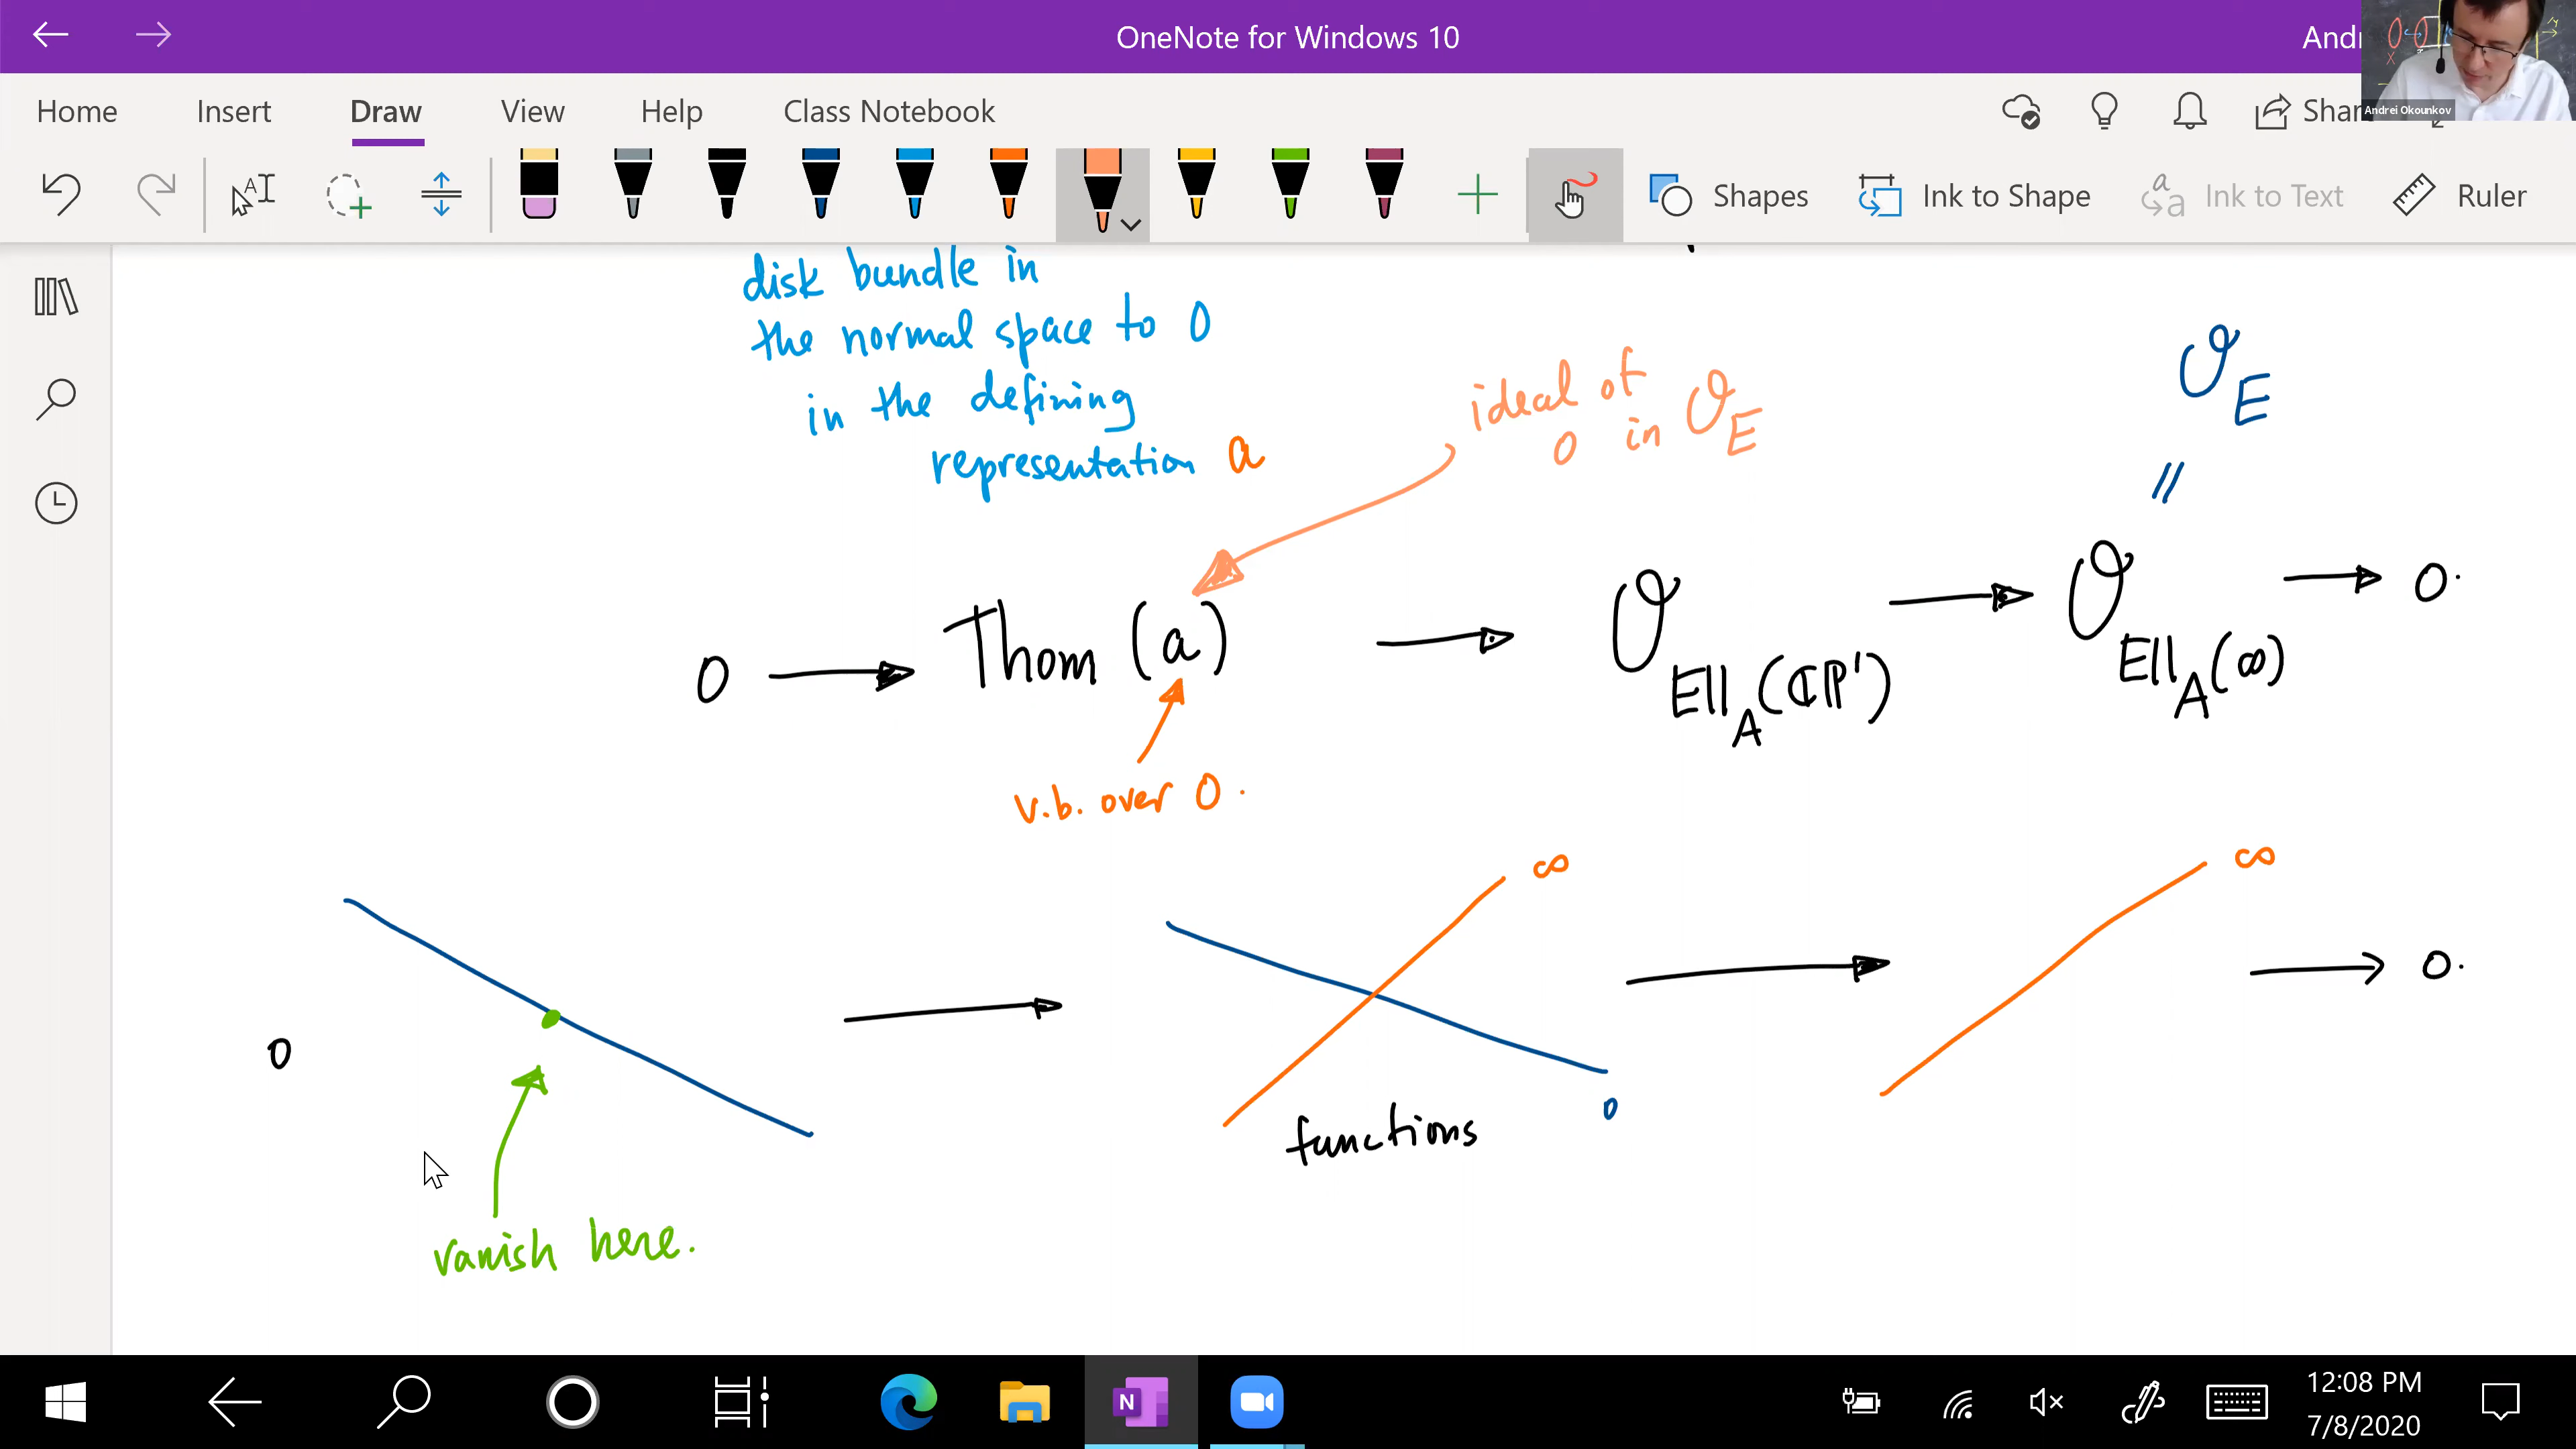 OneNote for Windows 10
Andr
Home Insert Draw View Help Class Notebook Shar
Andrei Okounkov
Shapes Ink to Shape Ink to Text Ruler
disk bundle in
the normal space to 0
in the defining
representation a
ideal of
0 in 𝒪_E
𝒪_E
//
0 → Thom (a) → 𝒪_{Ell_A(ℂℙ¹)} → 𝒪_{Ell_A(∞)} → 0.
v.b. over 0.
∞ ∞
0 → → → 0.
0
functions
vanish here.
12:08 PM
7/8/2020